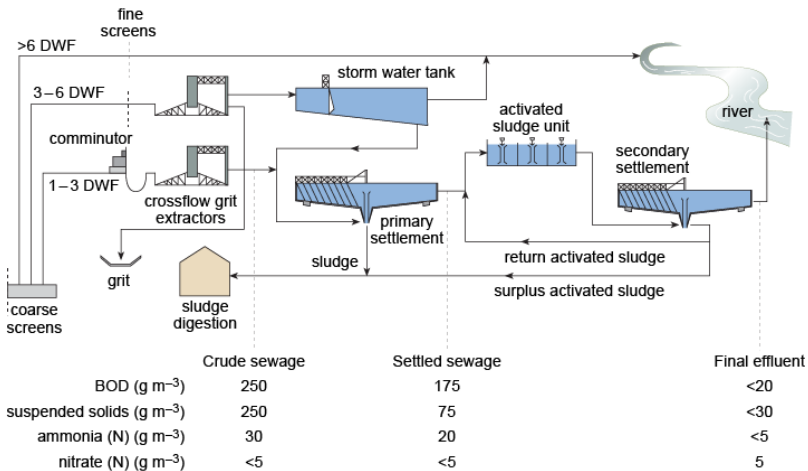 fine
screens
>6 DWF
storm water tank
3–6 DWF
activated
sludge unit
river
comminutor
secondary
settlement
1–3 DWF
crossflow grit
extractors
primary
settlement
return activated sludge
sludge
grit
sludge
digestion
surplus activated sludge
coarse
screens
Crude sewage Settled sewage Final effluent
BOD (g m⁻³) 250 175 <20
suspended solids (g m⁻³) 250 75 <30
ammonia (N) (g m⁻³) 30 20 <5
nitrate (N) (g m⁻³) <5 <5 5